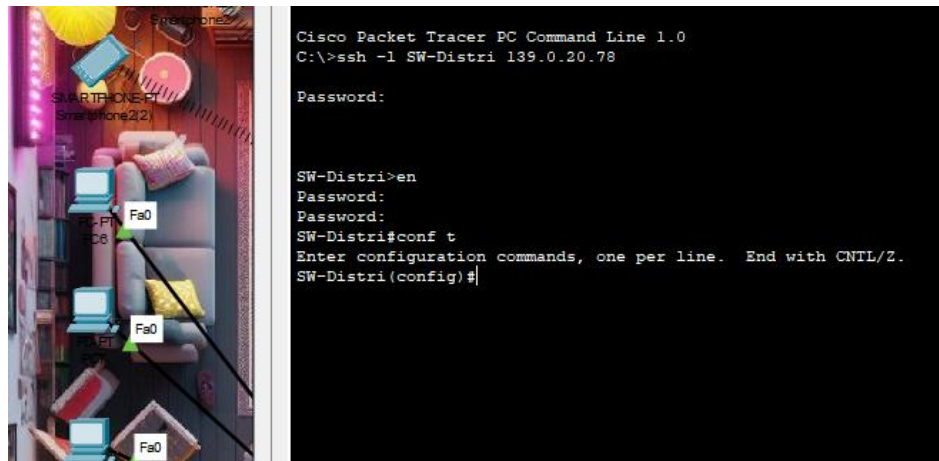 Smartphone2
SMARTPHONE-PT
Smartphone2(2)
Fa0
PC-PT
PC6
Fa0
Fa0
Cisco Packet Tracer PC Command Line 1.0
C:\>ssh -l SW-Distri 139.0.20.78
Password:
SW-Distri>en
Password:
Password:
SW-Distri#conf t
Enter configuration commands, one per line.  End with CNTL/Z.
SW-Distri(config)#